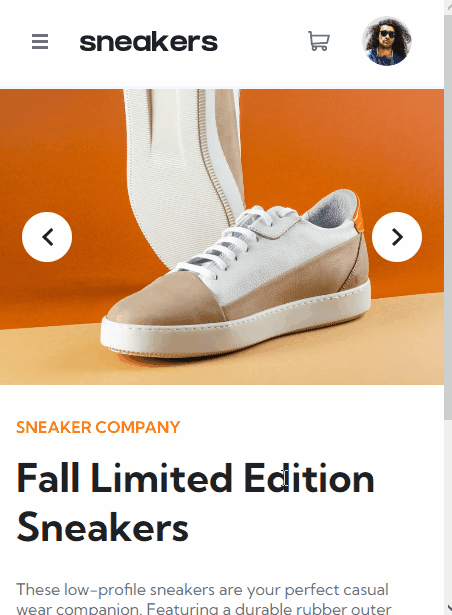 sneakers
SNEAKER COMPANY
Fall Limited Edition
Sneakers
These low-profile sneakers are your perfect casual
wear companion. Featuring a durable rubber outer